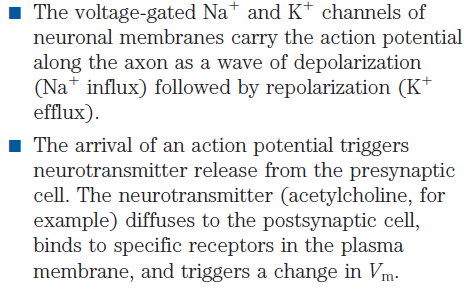 ■ The voltage-gated Na⁺ and K⁺ channels of
neuronal membranes carry the action potential
along the axon as a wave of depolarization
(Na⁺ influx) followed by repolarization (K⁺
efflux).
■ The arrival of an action potential triggers
neurotransmitter release from the presynaptic
cell. The neurotransmitter (acetylcholine, for
example) diffuses to the postsynaptic cell,
binds to specific receptors in the plasma
membrane, and triggers a change in Vₘ.